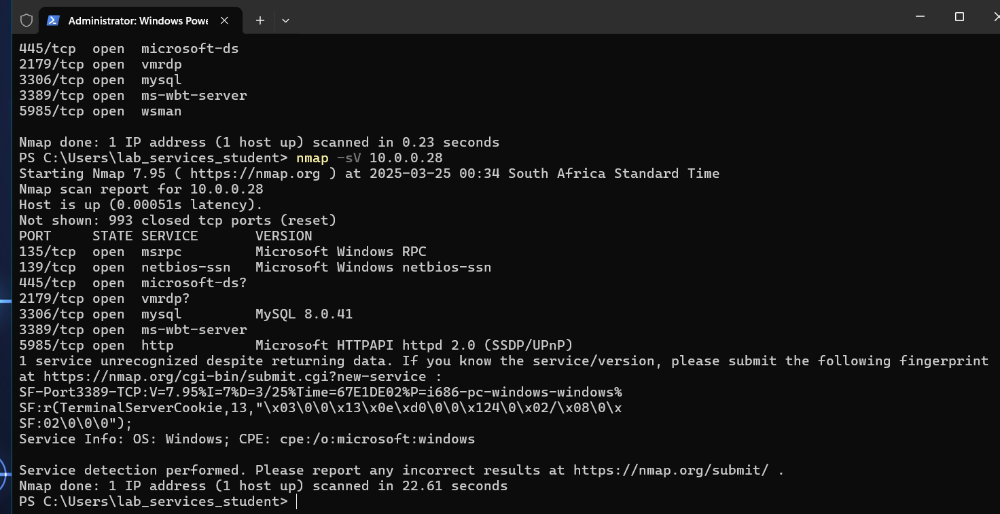 Administrator: Windows Powe
445/tcp  open  microsoft-ds
2179/tcp open  vmrdp
3306/tcp open  mysql
3389/tcp open  ms-wbt-server
5985/tcp open  wsman
Nmap done: 1 IP address (1 host up) scanned in 0.23 seconds
PS C:\Users\lab_services_student> nmap -sV 10.0.0.28
Starting Nmap 7.95 ( https://nmap.org ) at 2025-03-25 00:34 South Africa Standard Time
Nmap scan report for 10.0.0.28
Host is up (0.00051s latency).
Not shown: 993 closed tcp ports (reset)
PORT     STATE SERVICE       VERSION
135/tcp  open  msrpc         Microsoft Windows RPC
139/tcp  open  netbios-ssn   Microsoft Windows netbios-ssn
445/tcp  open  microsoft-ds?
2179/tcp open  vmrdp?
3306/tcp open  mysql         MySQL 8.0.41
3389/tcp open  ms-wbt-server
5985/tcp open  http          Microsoft HTTPAPI httpd 2.0 (SSDP/UPnP)
1 service unrecognized despite returning data. If you know the service/version, please submit the following fingerprint
at https://nmap.org/cgi-bin/submit.cgi?new-service :
SF-Port3389-TCP:V=7.95%I=7%D=3/25%Time=67E1DE02%P=i686-pc-windows-windows%
SF:r(TerminalServerCookie,13,"\x03\0\0\x13\x0e\xd0\0\0\x124\0\x02/\x08\0\x
SF:02\0\0\0");
Service Info: OS: Windows; CPE: cpe:/o:microsoft:windows
Service detection performed. Please report any incorrect results at https://nmap.org/submit/ .
Nmap done: 1 IP address (1 host up) scanned in 22.61 seconds
PS C:\Users\lab_services_student>